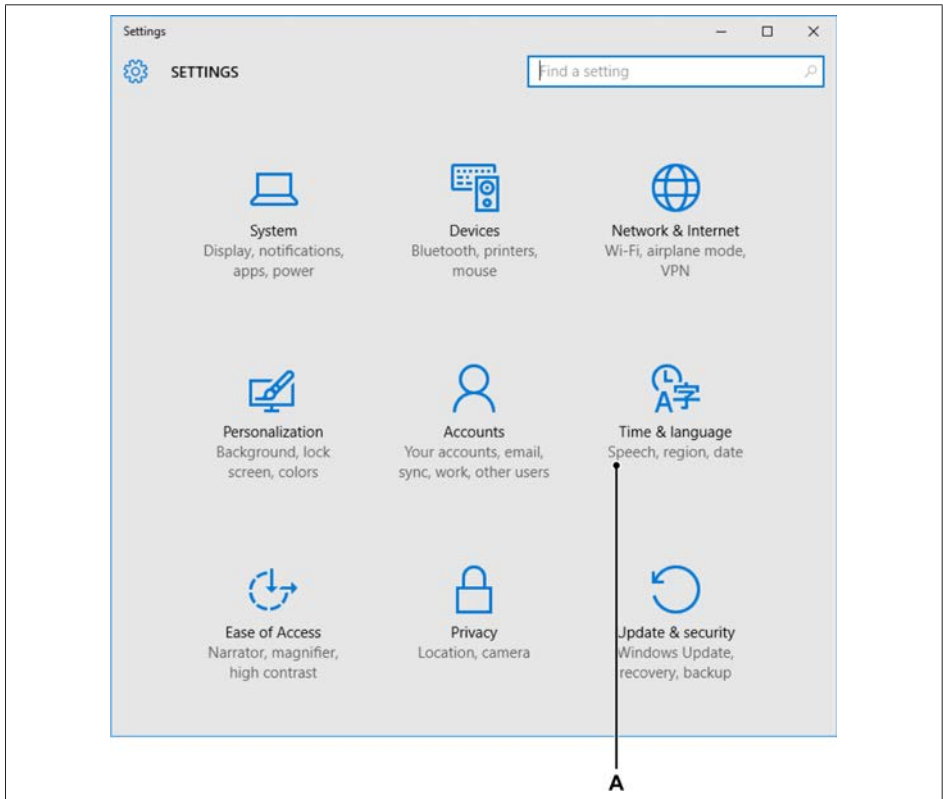 Settings
SETTINGS
Find a setting
System
Display, notifications,
apps, power
Devices
Bluetooth, printers,
mouse
Network & Internet
Wi-Fi, airplane mode,
VPN
Personalization
Background, lock
screen, colors
Accounts
Your accounts, email,
sync, work, other users
A字
Time & language
Speech, region, date
Ease of Access
Narrator, magnifier,
high contrast
Privacy
Location, camera
Update & security
Windows Update,
recovery, backup
A